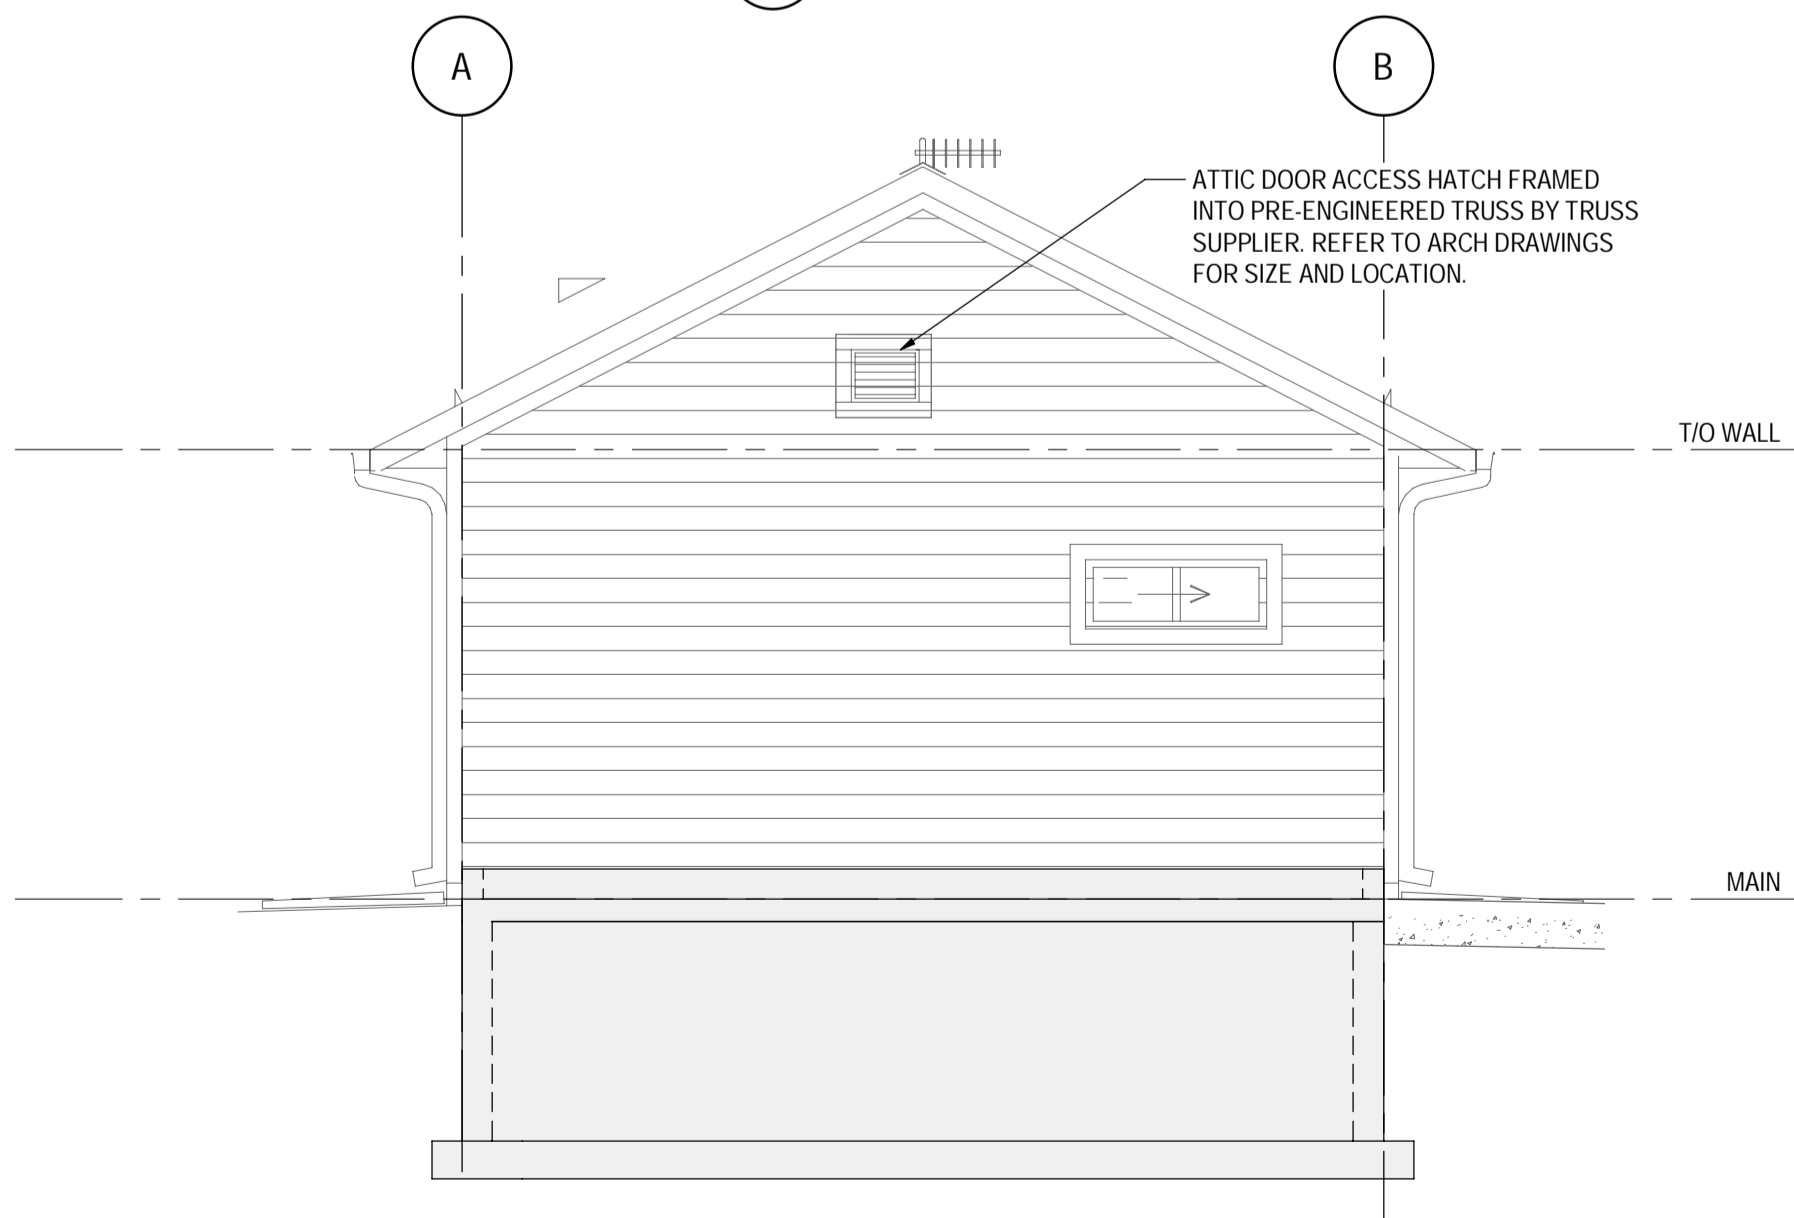 A
B
ATTIC DOOR ACCESS HATCH FRAMED
INTO PRE-ENGINEERED TRUSS BY TRUSS
SUPPLIER. REFER TO ARCH DRAWINGS
FOR SIZE AND LOCATION.
T/O WALL
MAIN